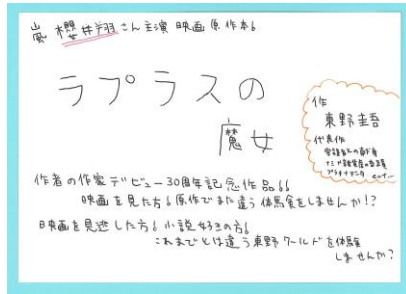 嵐 櫻井翔さん主演 映画原作本!
ラプラスの
魔女
作
東野圭吾
代表作
容疑者Xの献身
ナミヤ雑貨店の奇蹟
プラチナデータ
作者の作家デビュー30周年記念作品!!
映画を見た方!原作でまた違う体験をしませんか!?
映画を見逃した方!小説好きの方!
これまでとは違う東野ワールドを体験
しませんか?